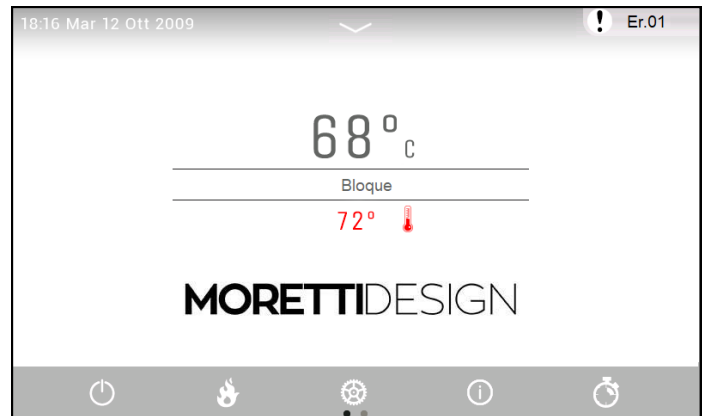 18:16 Mar 12 Ott 2009
Er.01
68° C
Bloque
72°
MORETTIDESIGN